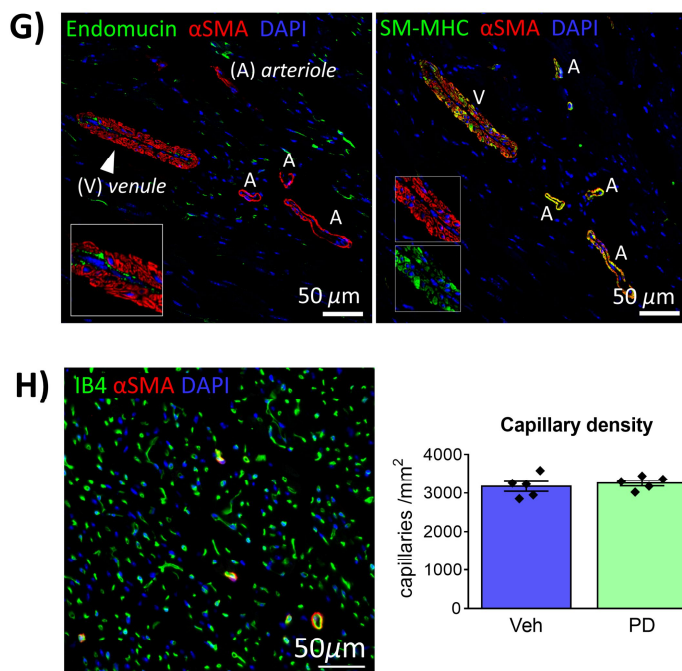 G)
Endomucin αSMA DAPI
(A) arteriole
A
A
A
(V) venule
50 µm
SM-MHC αSMA DAPI
A
V
A
A
A
50 µm
H)
IB4 αSMA DAPI
50µm
Capillary density
capillaries /mm²
4000
3000
2000
1000
0
Veh
PD